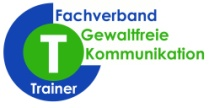 Fachverband
Gewaltfreie
Kommunikation
T
Trainer